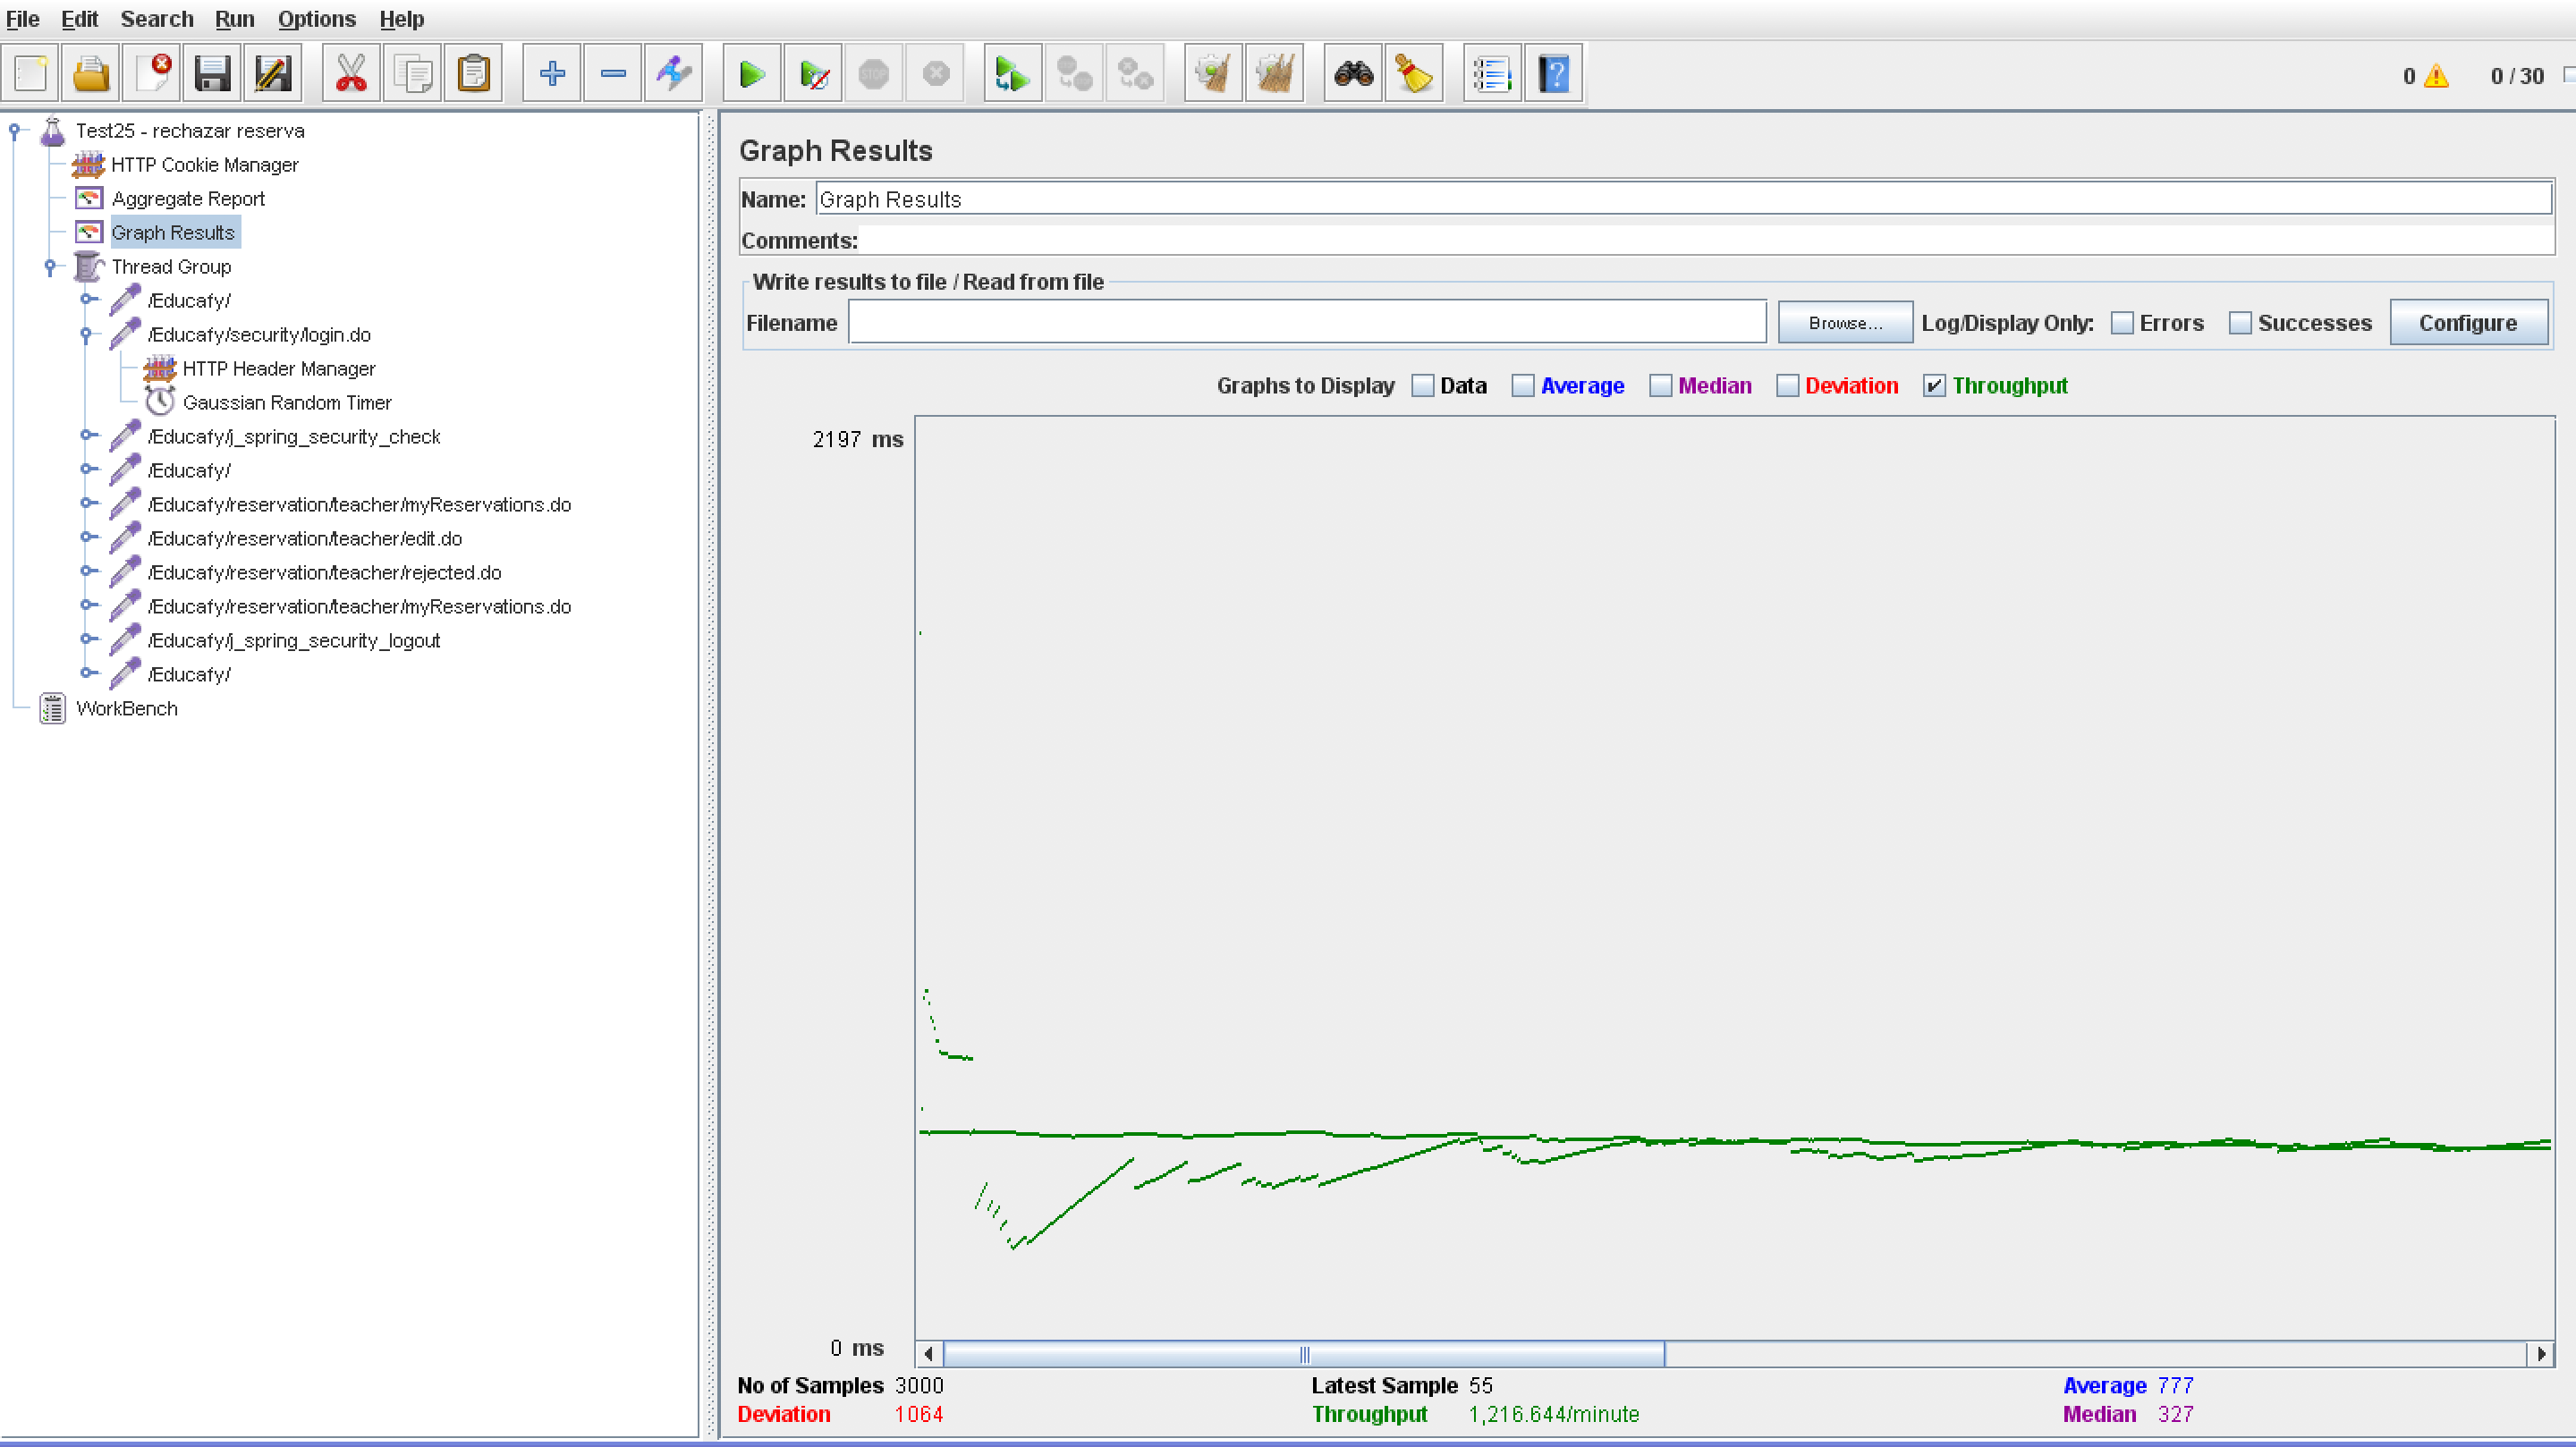 File Edit Search Run Options Help
STOP
0 0 / 30
Test25 - rechazar reserva
HTTP Cookie Manager
Aggregate Report
Graph Results
Thread Group
/Educafy/
/Educafy/security/login.do
HTTP Header Manager
Gaussian Random Timer
/Educafy/j_spring_security_check
/Educafy/
/Educafy/reservation/teacher/myReservations.do
/Educafy/reservation/teacher/edit.do
/Educafy/reservation/teacher/rejected.do
/Educafy/reservation/teacher/myReservations.do
/Educafy/j_spring_security_logout
/Educafy/
WorkBench
Graph Results
Name: Graph Results
Comments:
Write results to file / Read from file
Filename Browse... Log/Display Only: Errors Successes Configure
Graphs to Display Data Average Median Deviation Throughput
2197 ms
0 ms
No of Samples 3000 Latest Sample 55 Average 777
Deviation 1064 Throughput 1,216.644/minute Median 327